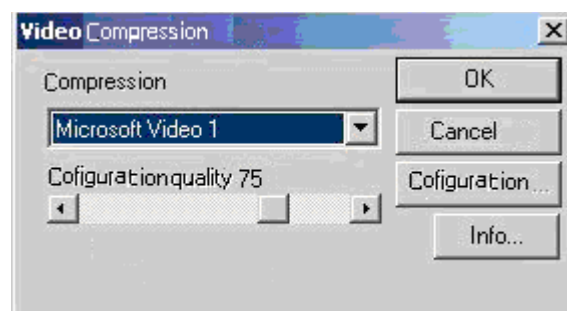 Video Compression
Compression
Microsoft Video 1
Cofigurationquality 75
OK
Cancel
Cofiguration...
Info...